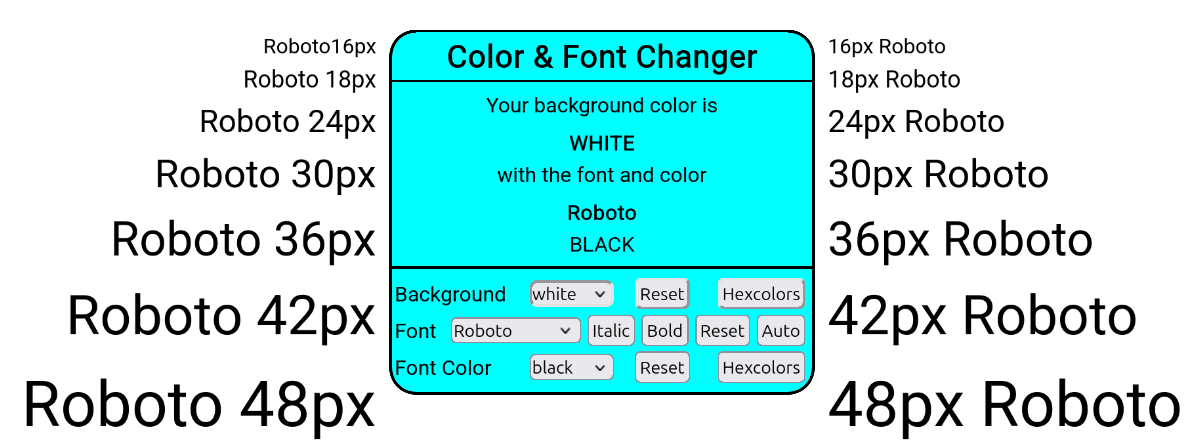 Roboto16px
Roboto 18px
Roboto 24px
Roboto 30px
Roboto 36px
Roboto 42px
Roboto 48px
Color & Font Changer
Your background color is
WHITE
with the font and color
Roboto
BLACK
Background white Reset Hexcolors
Font Roboto Italic Bold Reset Auto
Font Color black Reset Hexcolors
16px Roboto
18px Roboto
24px Roboto
30px Roboto
36px Roboto
42px Roboto
48px Roboto